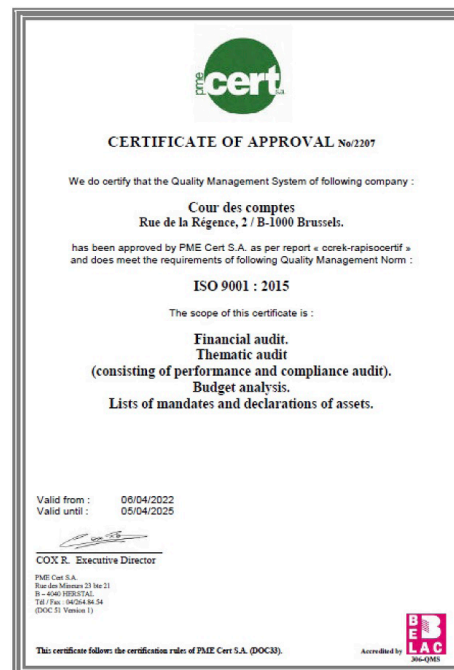 pme
cert
s.a.
CERTIFICATE OF APPROVAL No/2207
We do certify that the Quality Management System of following company :
Cour des comptes
Rue de la Régence, 2 / B-1000 Brussels.
has been approved by PME Cert S.A. as per report « ccrek-rapisocertif »
and does meet the requirements of following Quality Management Norm :
ISO 9001 : 2015
The scope of this certificate is :
Financial audit.
Thematic audit
(consisting of performance and compliance audit).
Budget analysis.
Lists of mandates and declarations of assets.
Valid from : 06/04/2022
Valid until : 05/04/2025
COX R. Executive Director
PME Cert S.A.
Rue des Mineurs 23 bte 21
B – 4040 HERSTAL
Tél / Fax : 04/264.84.54
(DOC 51 Version 1)
This certificate follows the certification rules of PME Cert S.A. (DOC33).
Accredited by
BELAC
306-QMS